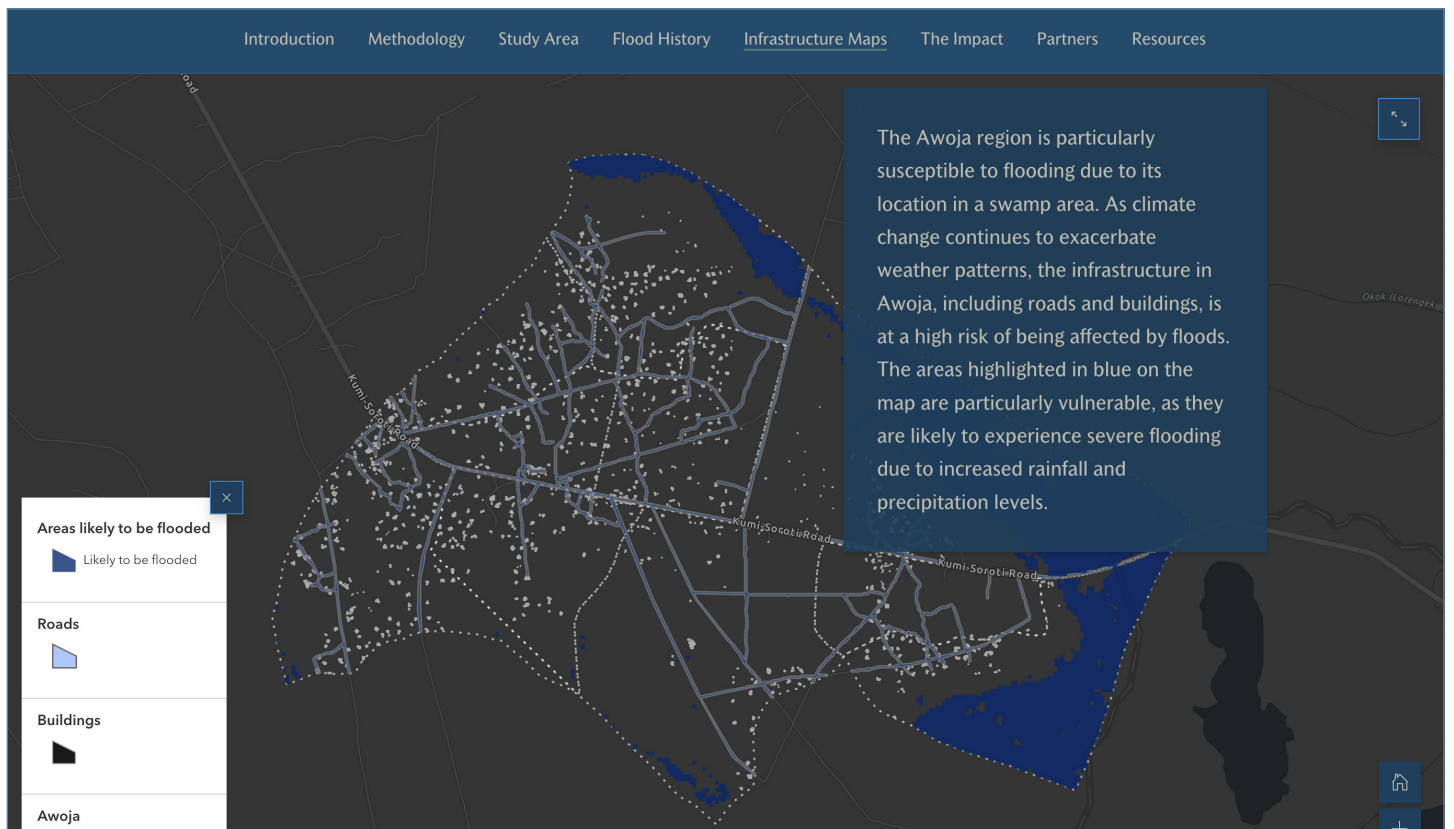 Introduction Methodology Study Area Flood History Infrastructure Maps The Impact Partners Resources
oad
The Awoja region is particularly
susceptible to flooding due to its
location in a swamp area. As climate
change continues to exacerbate
weather patterns, the infrastructure in
Awoja, including roads and buildings, is
at a high risk of being affected by floods.
The areas highlighted in blue on the
map are particularly vulnerable, as they
are likely to experience severe flooding
due to increased rainfall and
precipitation levels.
Okok (Lorengekip
Kumi-Soroti Road
Kumi-Soroti Road
Kumi-Soroti Road
Areas likely to be flooded
Likely to be flooded
Roads
Buildings
Awoja